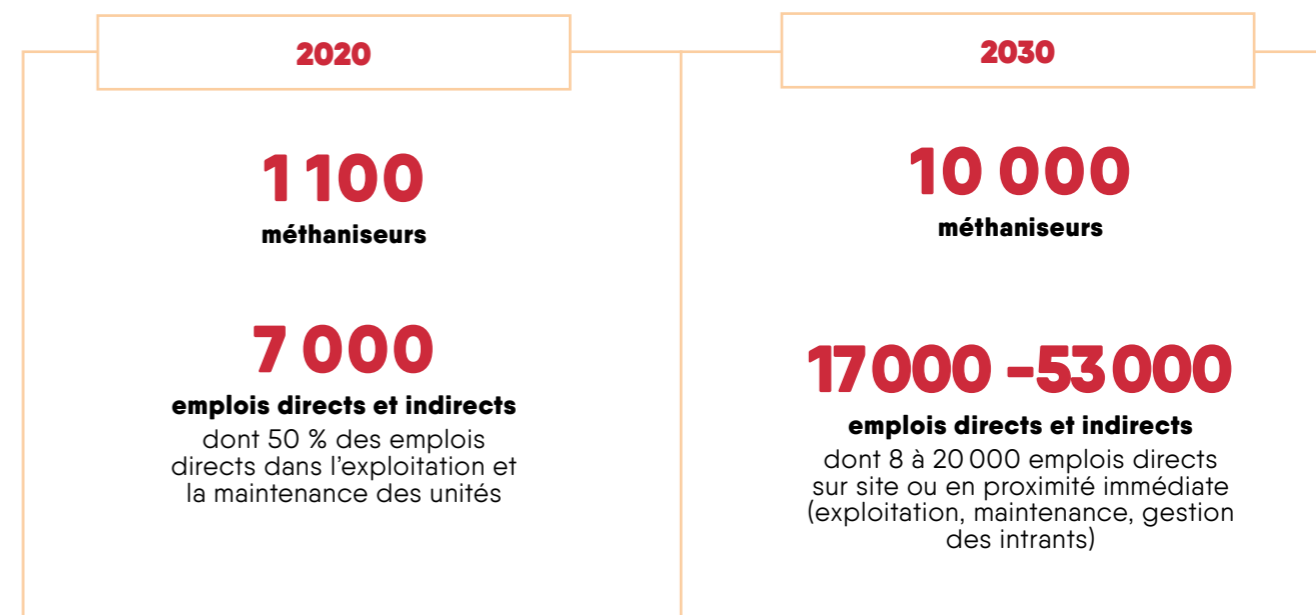 2020
1 100
méthaniseurs
7 000
emplois directs et indirects
dont 50 % des emplois
directs dans l’exploitation et
la maintenance des unités
2030
10 000
méthaniseurs
17 000 -53 000
emplois directs et indirects
dont 8 à 20 000 emplois directs
sur site ou en proximité immédiate
(exploitation, maintenance, gestion
des intrants)